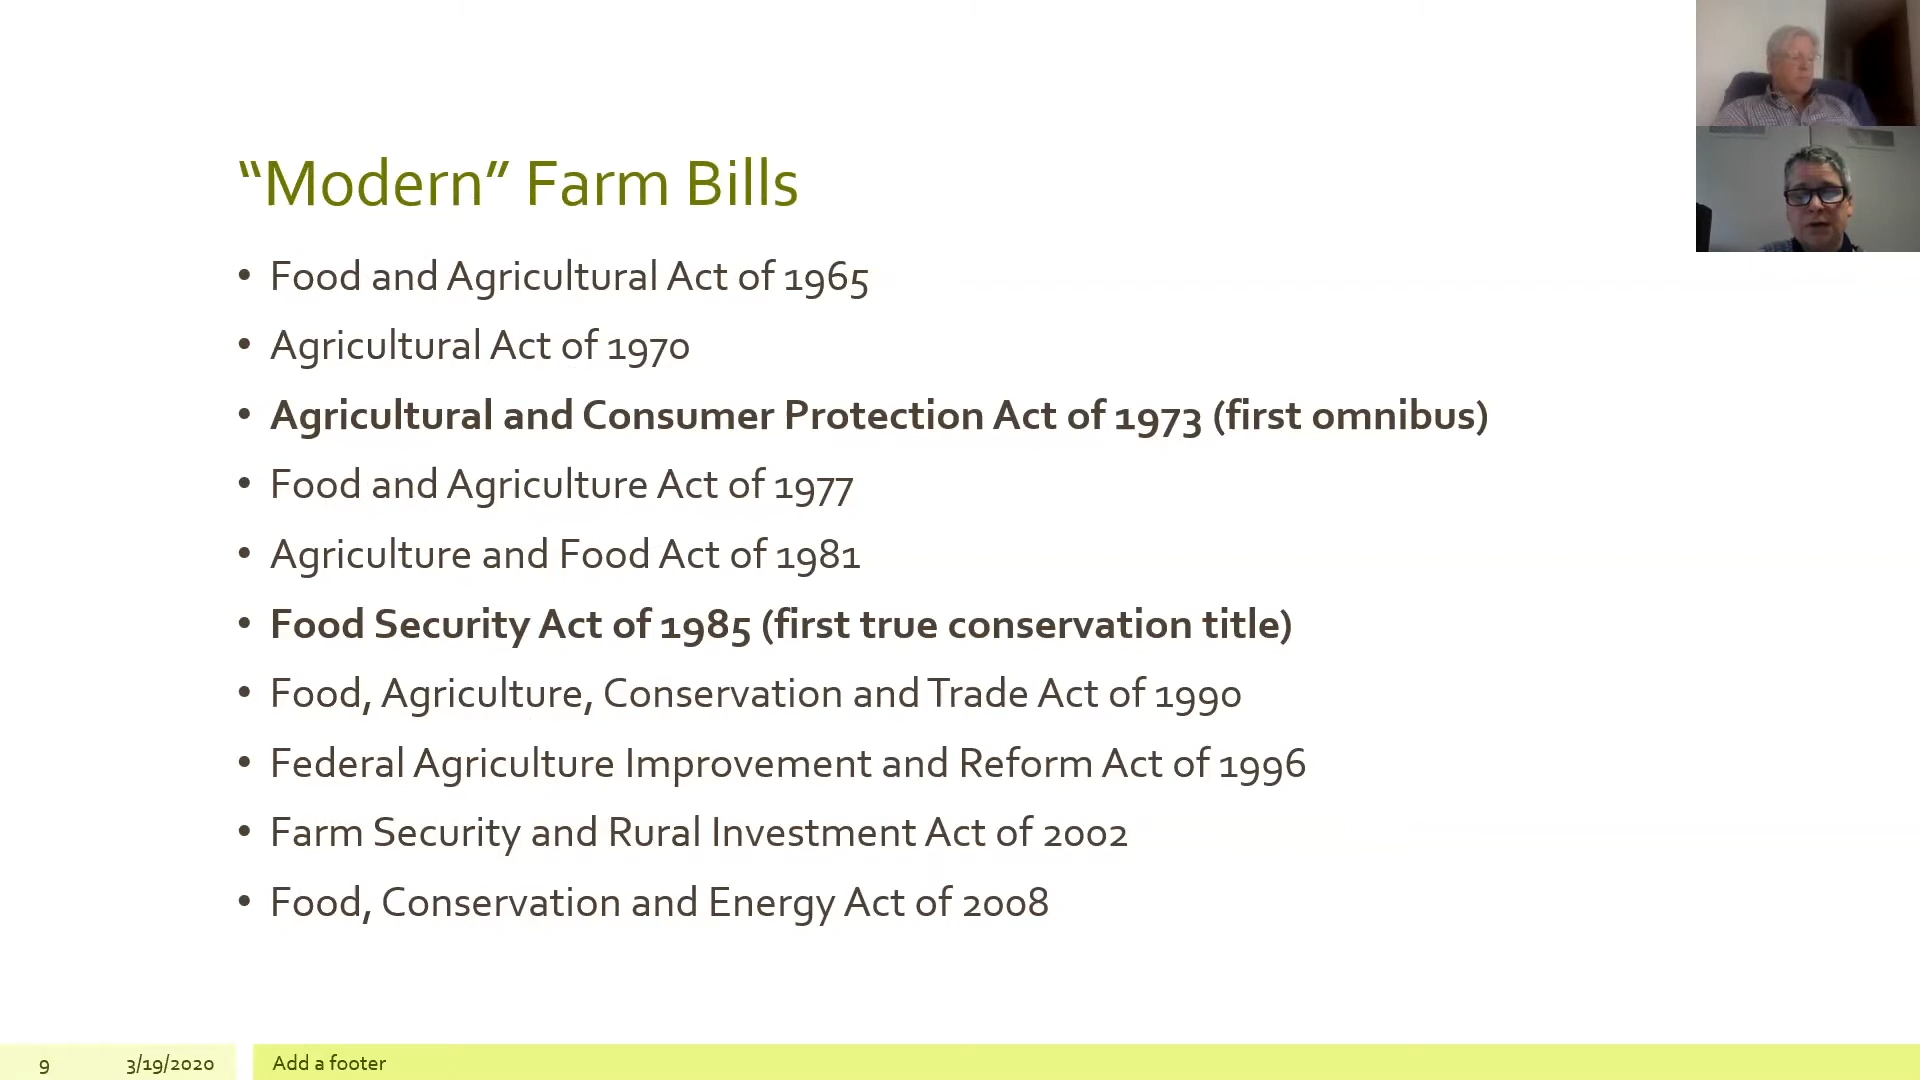 “Modern” Farm Bills
• Food and Agricultural Act of 1965
• Agricultural Act of 1970
• Agricultural and Consumer Protection Act of 1973 (first omnibus)
• Food and Agriculture Act of 1977
• Agriculture and Food Act of 1981
• Food Security Act of 1985 (first true conservation title)
• Food, Agriculture, Conservation and Trade Act of 1990
• Federal Agriculture Improvement and Reform Act of 1996
• Farm Security and Rural Investment Act of 2002
• Food, Conservation and Energy Act of 2008
9 3/19/2020 Add a footer